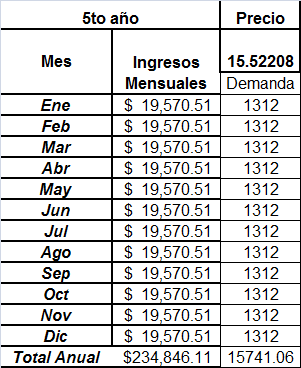 5to año Precio
Mes Ingresos Mensuales 15.52208
Demanda
Ene $ 19,570.51 1312
Feb $ 19,570.51 1312
Mar $ 19,570.51 1312
Abr $ 19,570.51 1312
May $ 19,570.51 1312
Jun $ 19,570.51 1312
Jul $ 19,570.51 1312
Ago $ 19,570.51 1312
Sep $ 19,570.51 1312
Oct $ 19,570.51 1312
Nov $ 19,570.51 1312
Dic $ 19,570.51 1312
Total Anual $234,846.11 15741.06